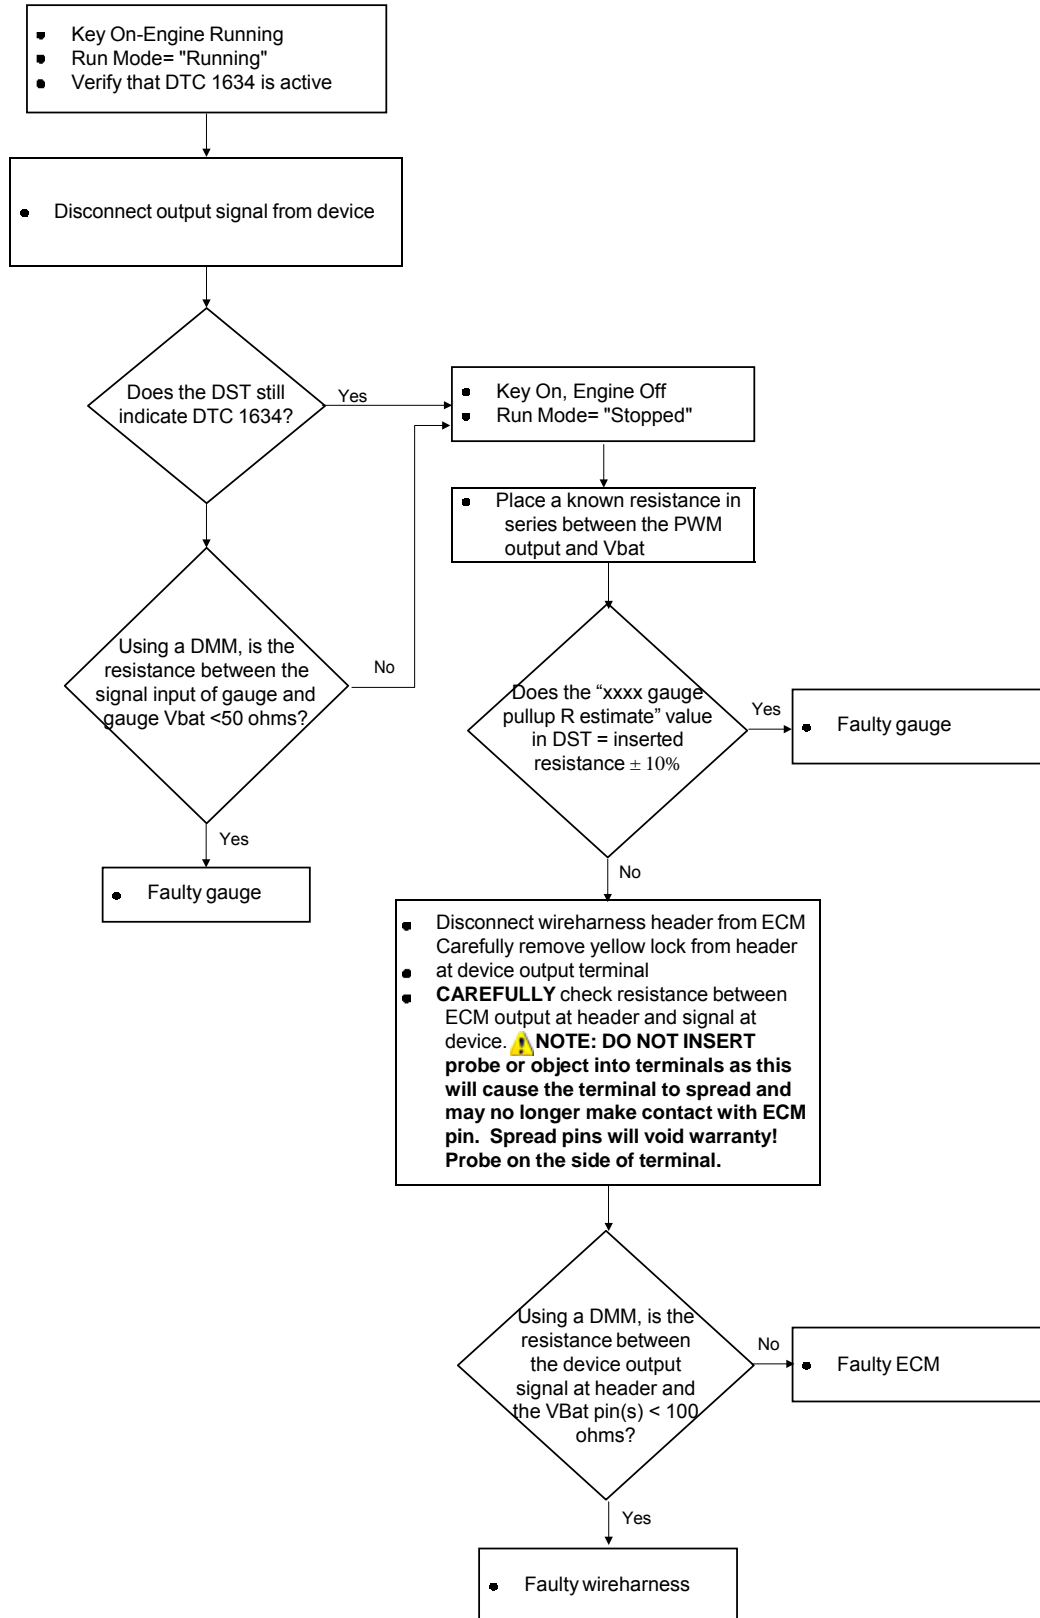 Key On-Engine Running
Run Mode= "Running"
Verify that DTC 1634 is active
Disconnect output signal from device
Does the DST still
indicate DTC 1634?
Yes
Key On, Engine Off
Run Mode= "Stopped"
Place a known resistance in
series between the PWM
output and Vbat
Using a DMM, is the
resistance between the
signal input of gauge and
gauge Vbat <50 ohms?
No
Does the “xxxx gauge
pullup R estimate” value
in DST = inserted
resistance ± 10%
Yes
Faulty gauge
Yes
Faulty gauge
No
Disconnect wireharness header from ECM
Carefully remove yellow lock from header
at device output terminal
CAREFULLY check resistance between
ECM output at header and signal at
device. NOTE: DO NOT INSERT
probe or object into terminals as this
will cause the terminal to spread and
may no longer make contact with ECM
pin. Spread pins will void warranty!
Probe on the side of terminal.
Using a DMM, is the
resistance between
the device output
signal at header and
the VBat pin(s) < 100
ohms?
No
Faulty ECM
Yes
Faulty wireharness